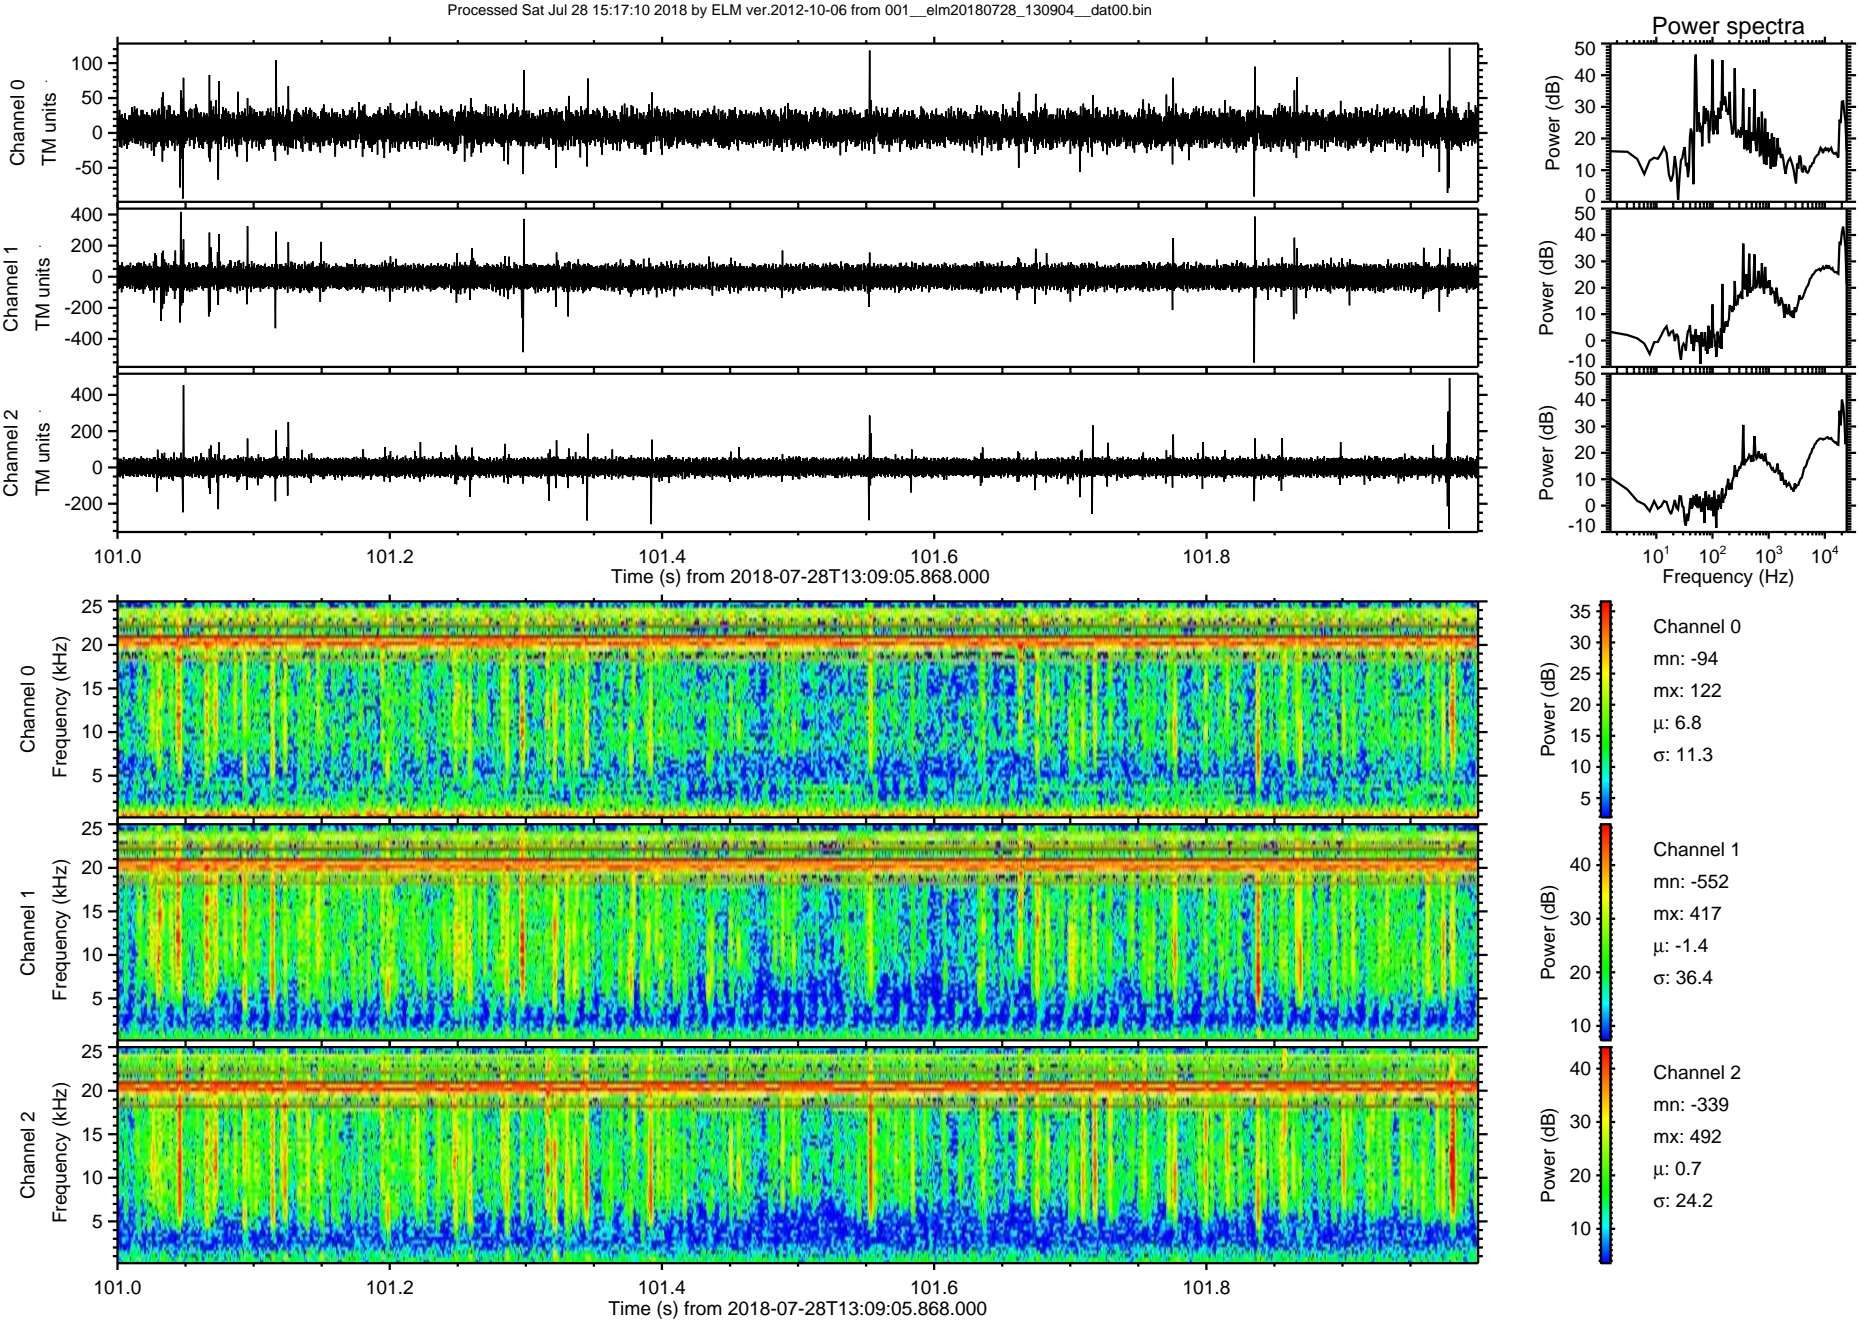 Processed Sat Jul 28 15:17:10 2018 by ELM ver.2012-10-06 from 001__elm20180728_130904__dat00.bin
Power spectra
Channel 0
TM units
100
50
0
-50
Power (dB)
50
40
30
20
10
0
Channel 1
TM units
400
200
0
-200
-400
Power (dB)
50
40
30
20
10
0
-10
Channel 2
TM units
400
200
0
-200
Power (dB)
50
40
30
20
10
0
-10
101.0 101.2 101.4 101.6 101.8
Time (s) from 2018-07-28T13:09:05.868.000
10¹ 10² 10³ 10⁴
Frequency (Hz)
Channel 0
Frequency (kHz)
25
20
15
10
5
Power (dB)
35
30
25
20
15
10
5
Channel 0
mn: -94
mx: 122
μ: 6.8
σ: 11.3
Channel 1
Frequency (kHz)
25
20
15
10
5
Power (dB)
40
30
20
10
Channel 1
mn: -552
mx: 417
μ: -1.4
σ: 36.4
Channel 2
Frequency (kHz)
25
20
15
10
5
Power (dB)
40
30
20
10
Channel 2
mn: -339
mx: 492
μ: 0.7
σ: 24.2
101.0 101.2 101.4 101.6 101.8
Time (s) from 2018-07-28T13:09:05.868.000